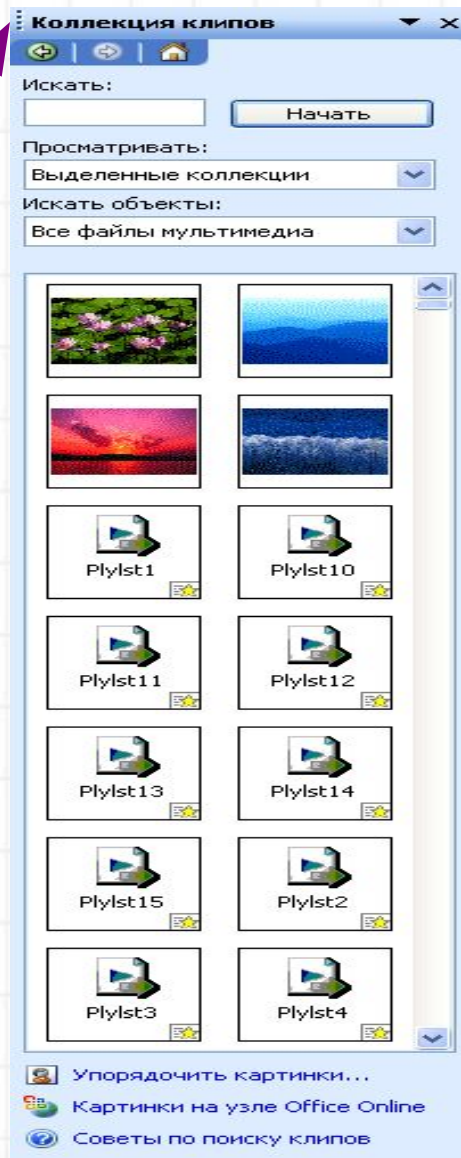 Коллекция клипов
Искать:
Начать
Просматривать:
Выделенные коллекции
Искать объекты:
Все файлы мультимедиа
Plylst1 Plylst10
Plylst11 Plylst12
Plylst13 Plylst14
Plylst15 Plylst2
Plylst3 Plylst4
Упорядочить картинки...
Картинки на узле Office Online
Советы по поиску клипов